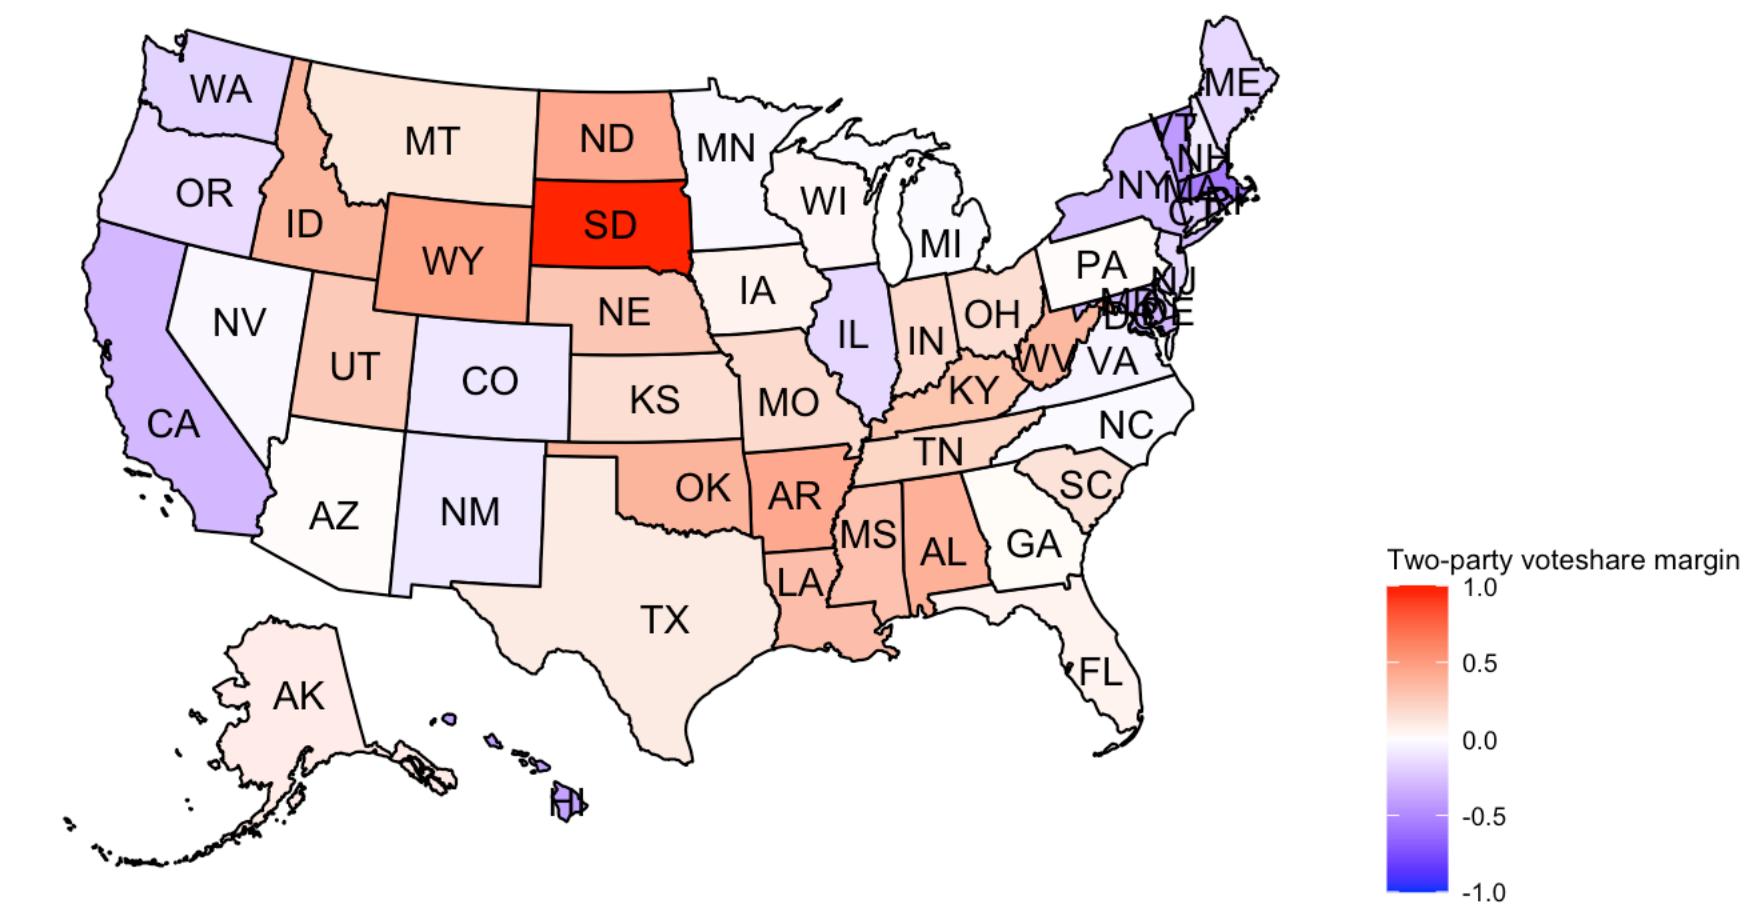 ME
WA
VT
MT
ND
MN
NH
OR
NY
MA
RI
WI
CT
ID
SD
MI
WY
PA
NJ
IA
MD
NE
DE
NV
OH
DC
IL
IN
UT
WV
VA
CO
KY
KS
MO
CA
NC
TN
OK
SC
AR
AZ
NM
MS
AL
GA
LA
TX
FL
AK
HI
Two-party voteshare margin
1.0
0.5
0.0
-0.5
-1.0